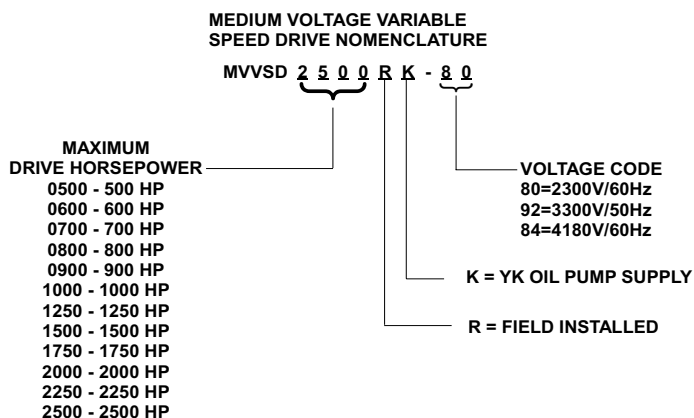 MEDIUM VOLTAGE VARIABLE
SPEED DRIVE NOMENCLATURE
MVVSD 2 5 0 0 R K - 8 0
MAXIMUM
DRIVE HORSEPOWER
0500 - 500 HP
0600 - 600 HP
0700 - 700 HP
0800 - 800 HP
0900 - 900 HP
1000 - 1000 HP
1250 - 1250 HP
1500 - 1500 HP
1750 - 1750 HP
2000 - 2000 HP
2250 - 2250 HP
2500 - 2500 HP
VOLTAGE CODE
80=2300V/60Hz
92=3300V/50Hz
84=4180V/60Hz
K = YK OIL PUMP SUPPLY
R = FIELD INSTALLED